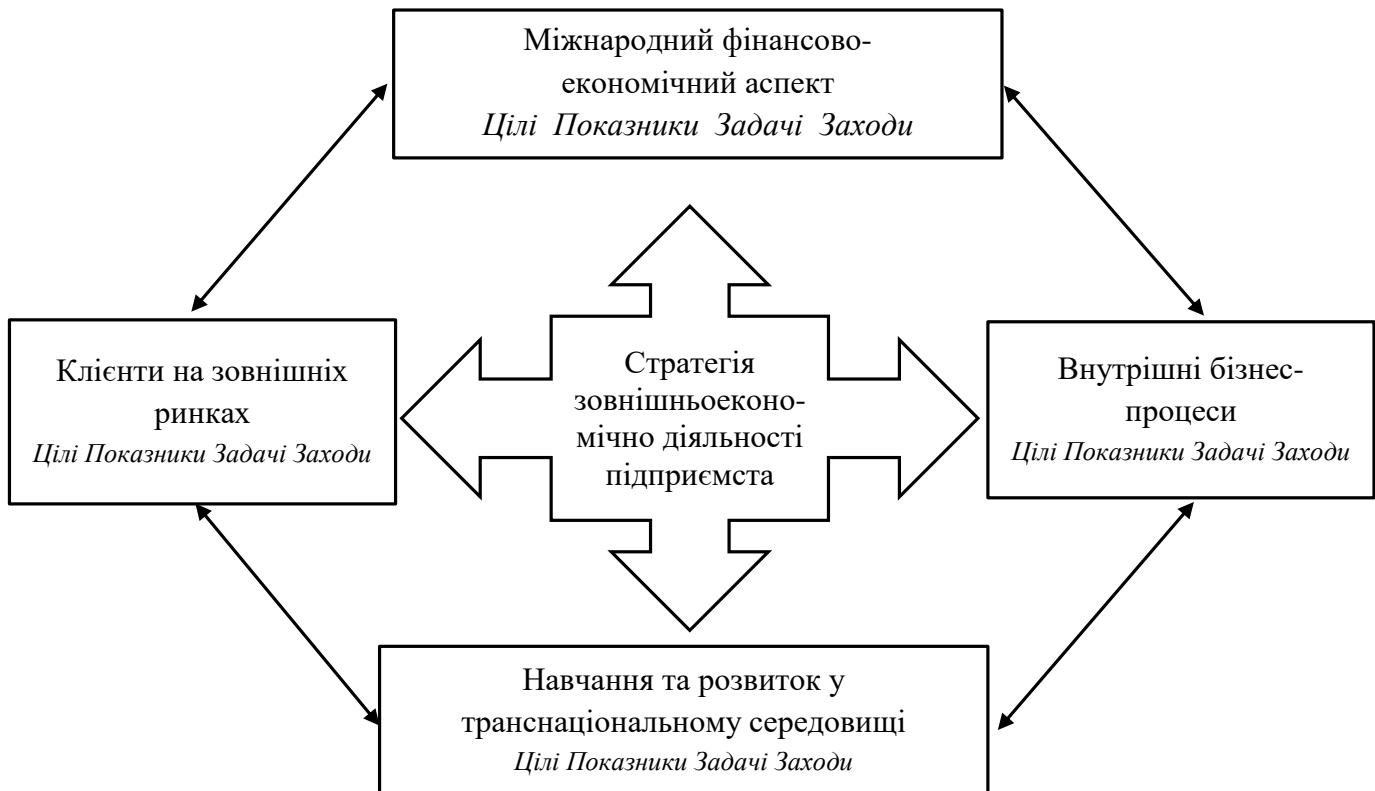 Міжнародний фінансово-
економічний аспект
Цілі Показники Задачі Заходи
Клієнти на зовнішніх
ринках
Цілі Показники Задачі Заходи
Стратегія
зовнішньоеконо-
мічно діяльності
підприємста
Внутрішні бізнес-
процеси
Цілі Показники Задачі Заходи
Навчання та розвиток у
транснаціональному середовищі
Цілі Показники Задачі Заходи